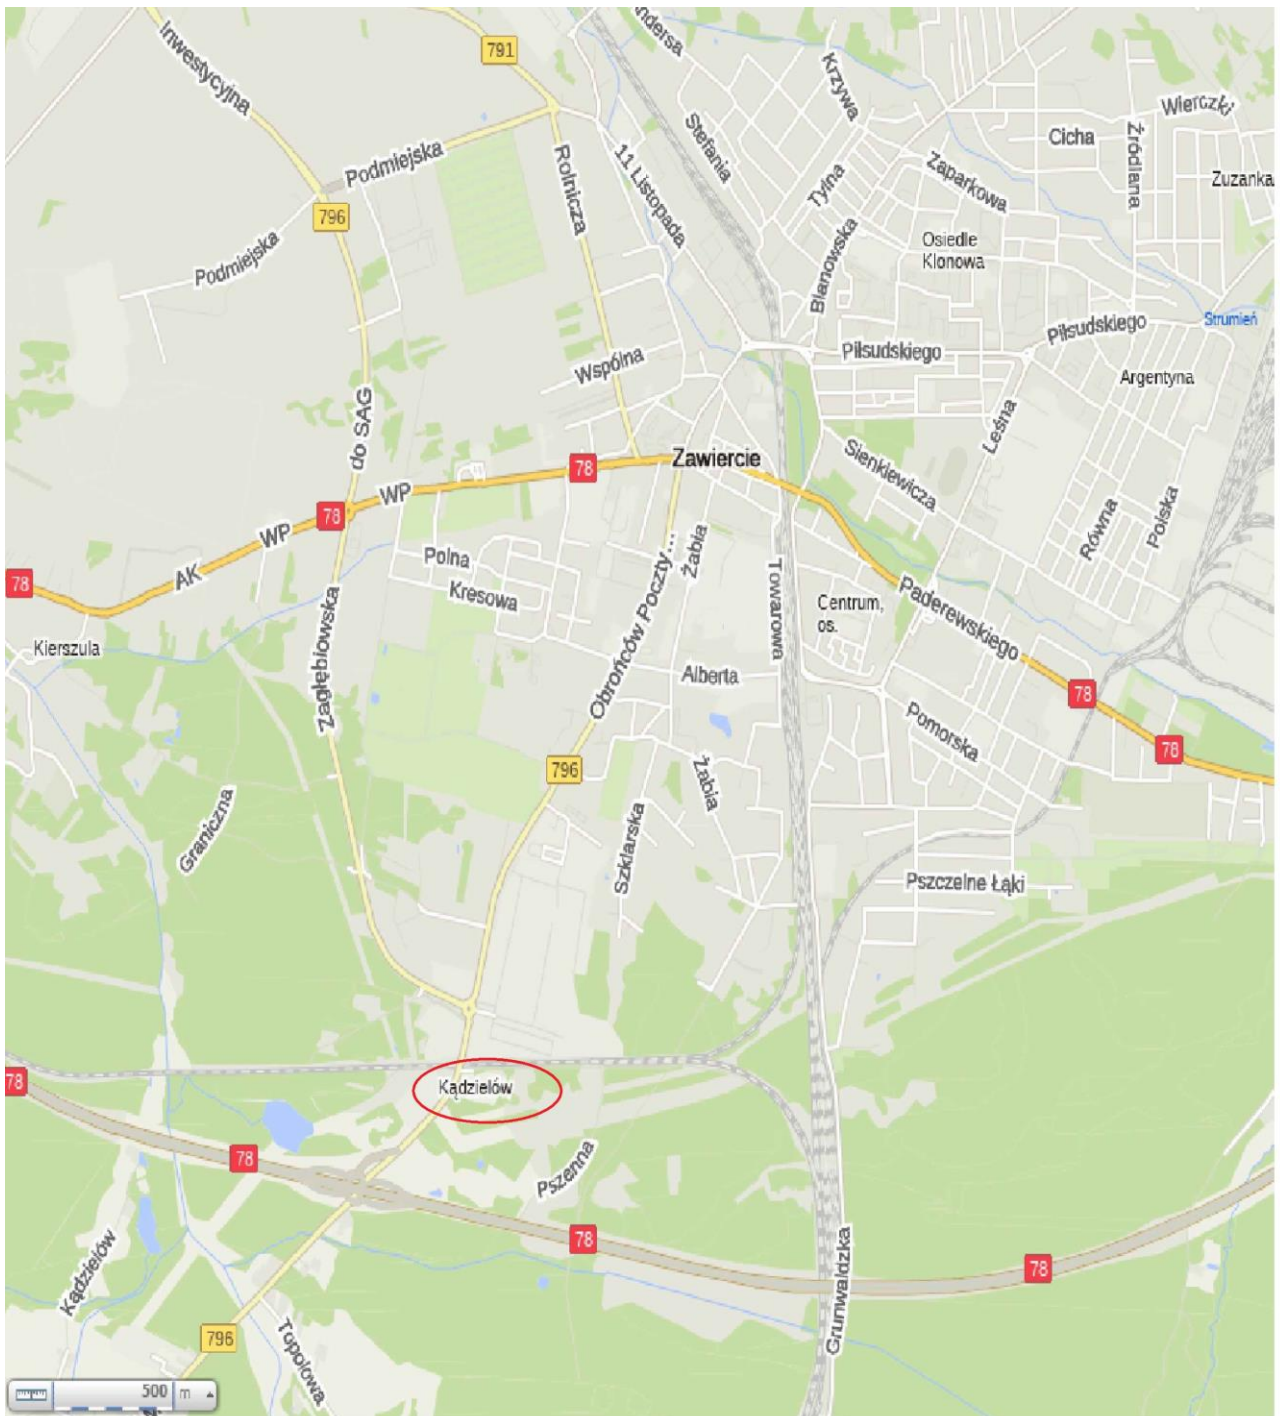 Andersa
Inwestycyjna
791
Krzywa
Wierczki
Cicha
Źródlana
Stefania
Podmiejska
Rolnicza
11 Listopada
Tylna
Zaparkowa
Zuzanka
796
Podmiejska
Blanowska
Osiedle
Klonowa
Strumień
Piłsudskiego
Piłsudskiego
Wspólna
Argentyna
do SAG
Leśna
Zawiercie
78
Sienkiewicza
WP
78
WP
Równa
Polska
Żabia
Polna
AK
78
Kresowa
Obrońców Poczty...
Towarowa
Centrum,
os.
Paderewskiego
Kierszula
Zagłębiowska
Alberta
78
Pomorska
78
796
Żabia
Graniczna
Szklarska
Pszczelne Łąki
78
Kądzielów
78
Pszenna
78
Kądzielów
78
Grunwaldzka
796
Topolowa
500 m